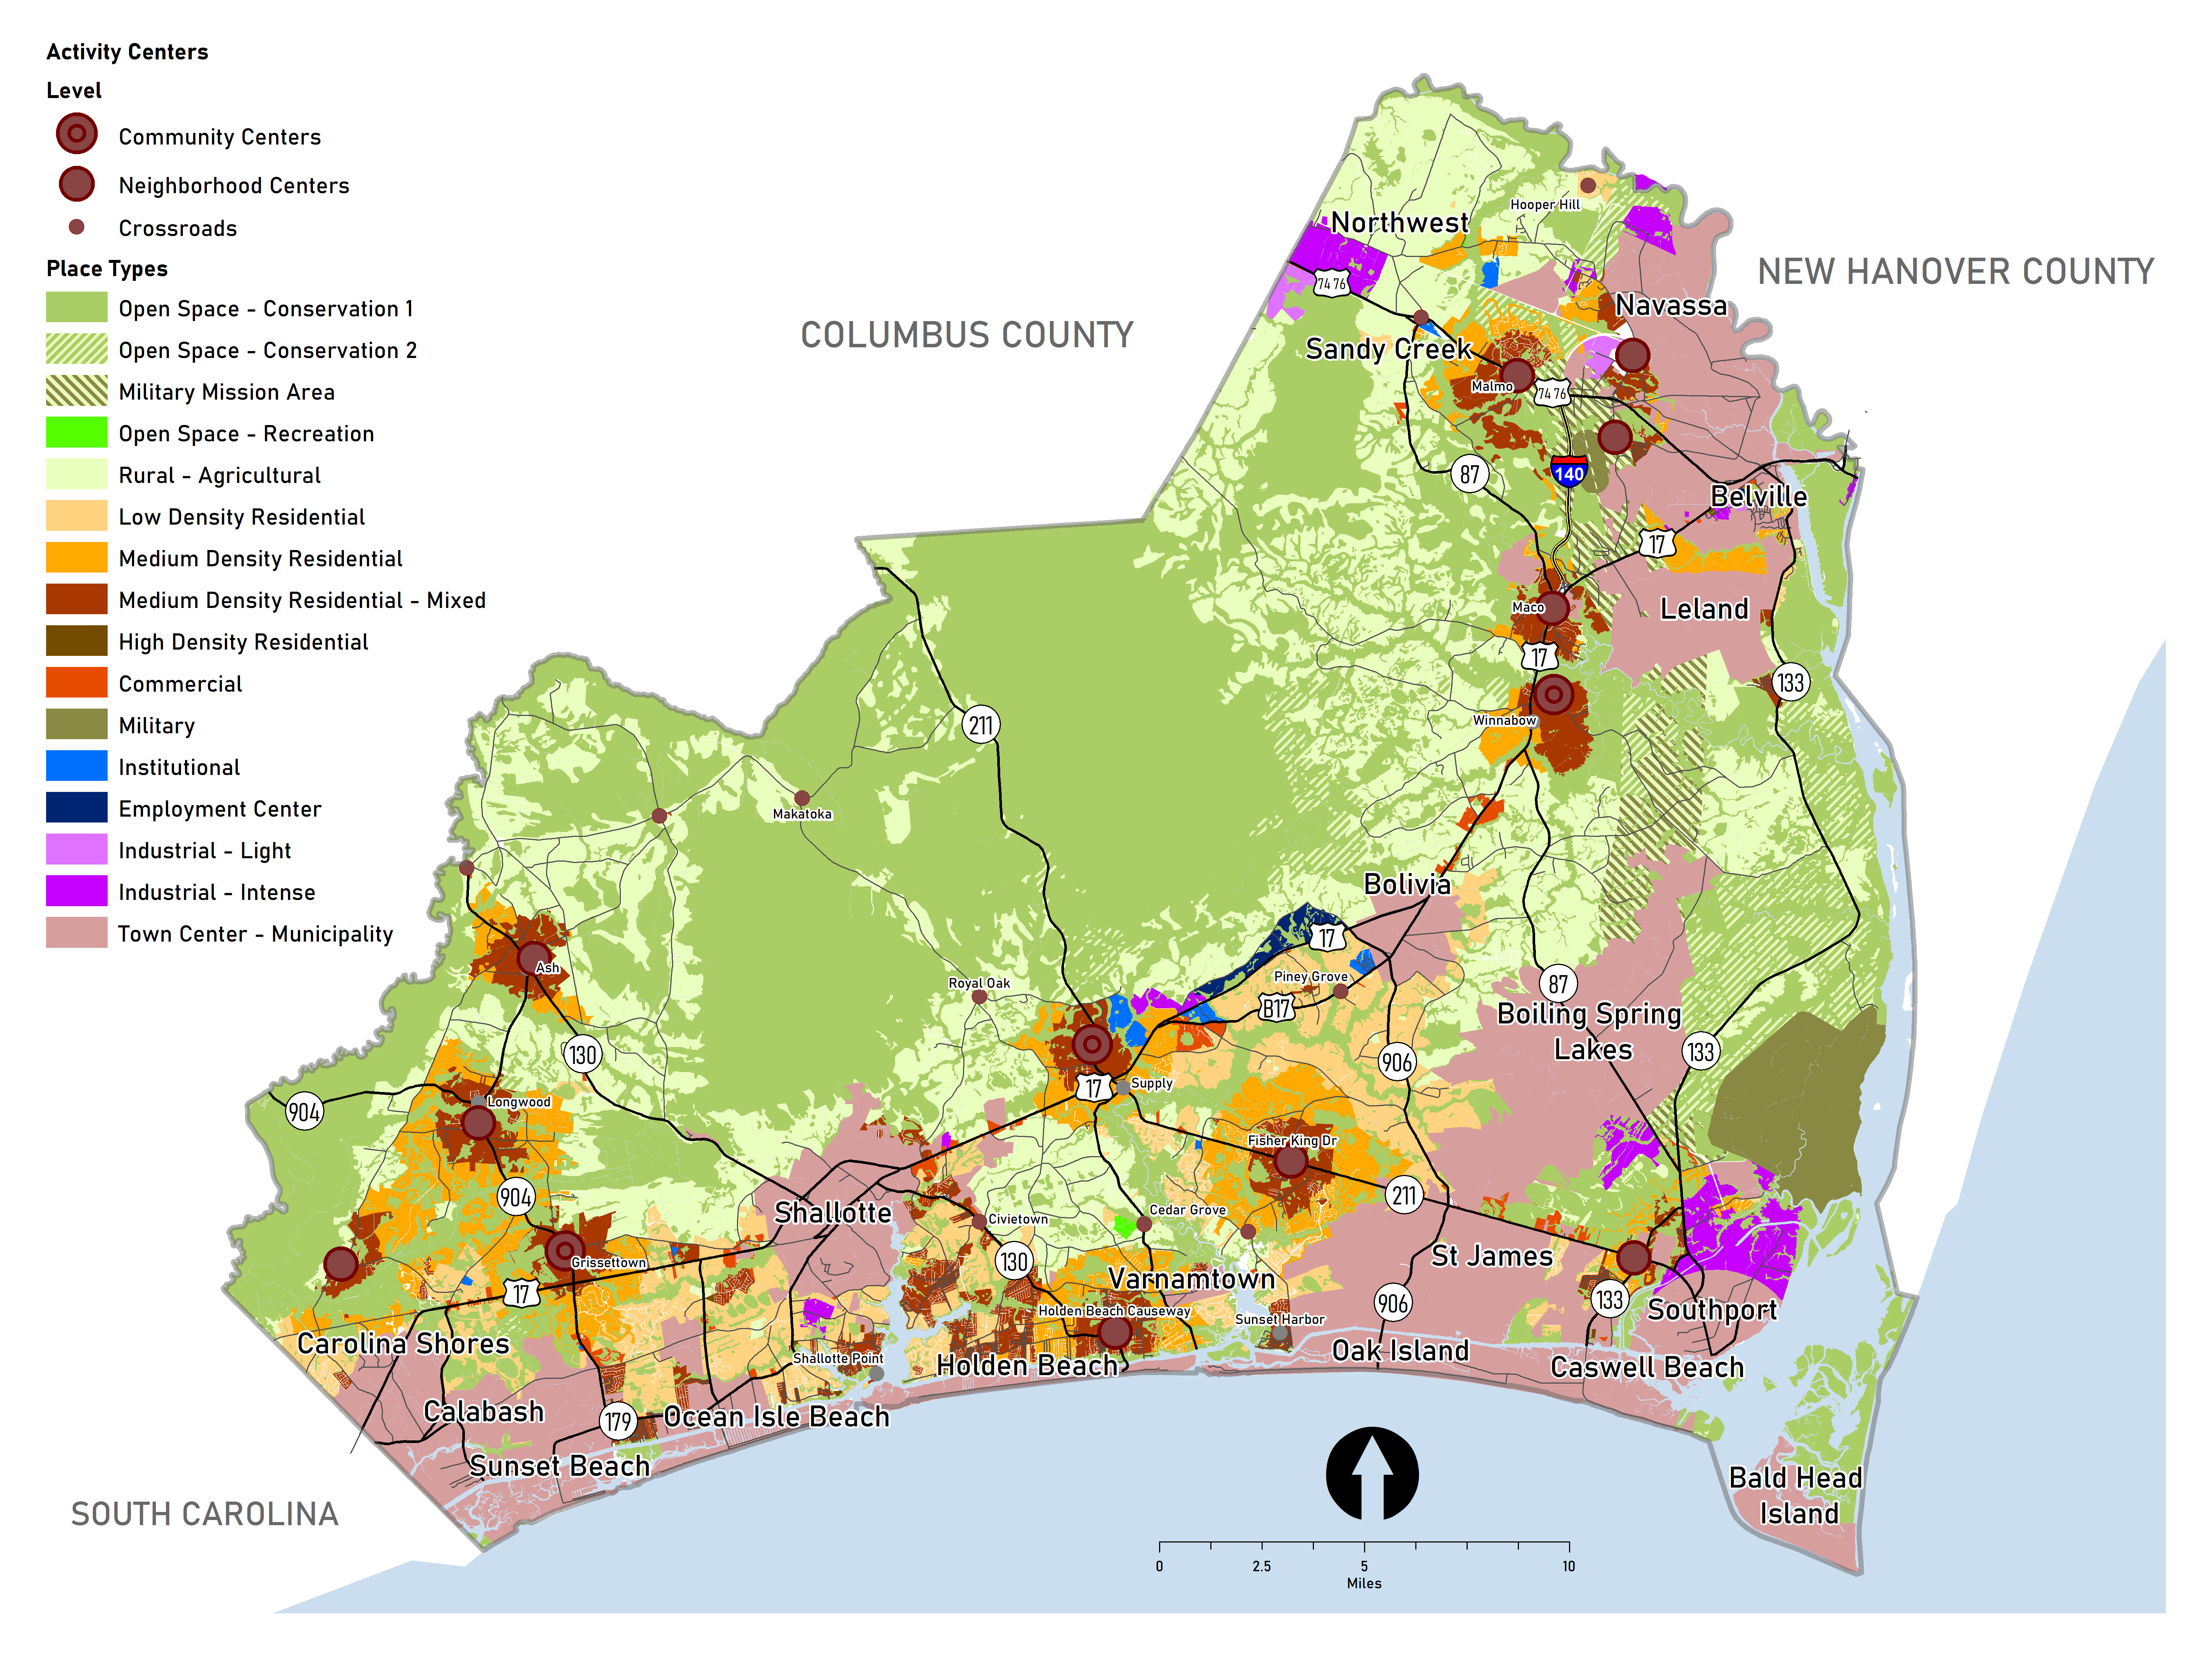 Activity Centers
Level
Community Centers
Neighborhood Centers
Crossroads
Place Types
Open Space - Conservation 1
Open Space - Conservation 2
Military Mission Area
Open Space - Recreation
Rural - Agricultural
Low Density Residential
Medium Density Residential
Medium Density Residential - Mixed
High Density Residential
Commercial
Military
Institutional
Employment Center
Industrial - Light
Industrial - Intense
Town Center - Municipality
Hooper Hill
Northwest
NEW HANOVER COUNTY
74 76
Navassa
COLUMBUS COUNTY
Sandy Creek
Malmo
74 76
87
140
Belville
17
Maco
Leland
17
133
211
Winnabow
Makatoka
Bolivia
17
Ash
Royal Oak
Piney Grove
87
B17
Boiling Spring
Lakes
130
906
133
904
17
Supply
Longwood
Fisher King Dr
904
211
Shallotte
Civietown
Cedar Grove
St James
Grissettown
130
17
Varnamtown
906
133
Southport
Holden Beach Causeway
Sunset Harbor
Carolina Shores
Shallotte Point
Holden Beach
Oak Island
Caswell Beach
Calabash
179
Ocean Isle Beach
Sunset Beach
Bald Head
Island
SOUTH CAROLINA
0
2.5
5
10
Miles